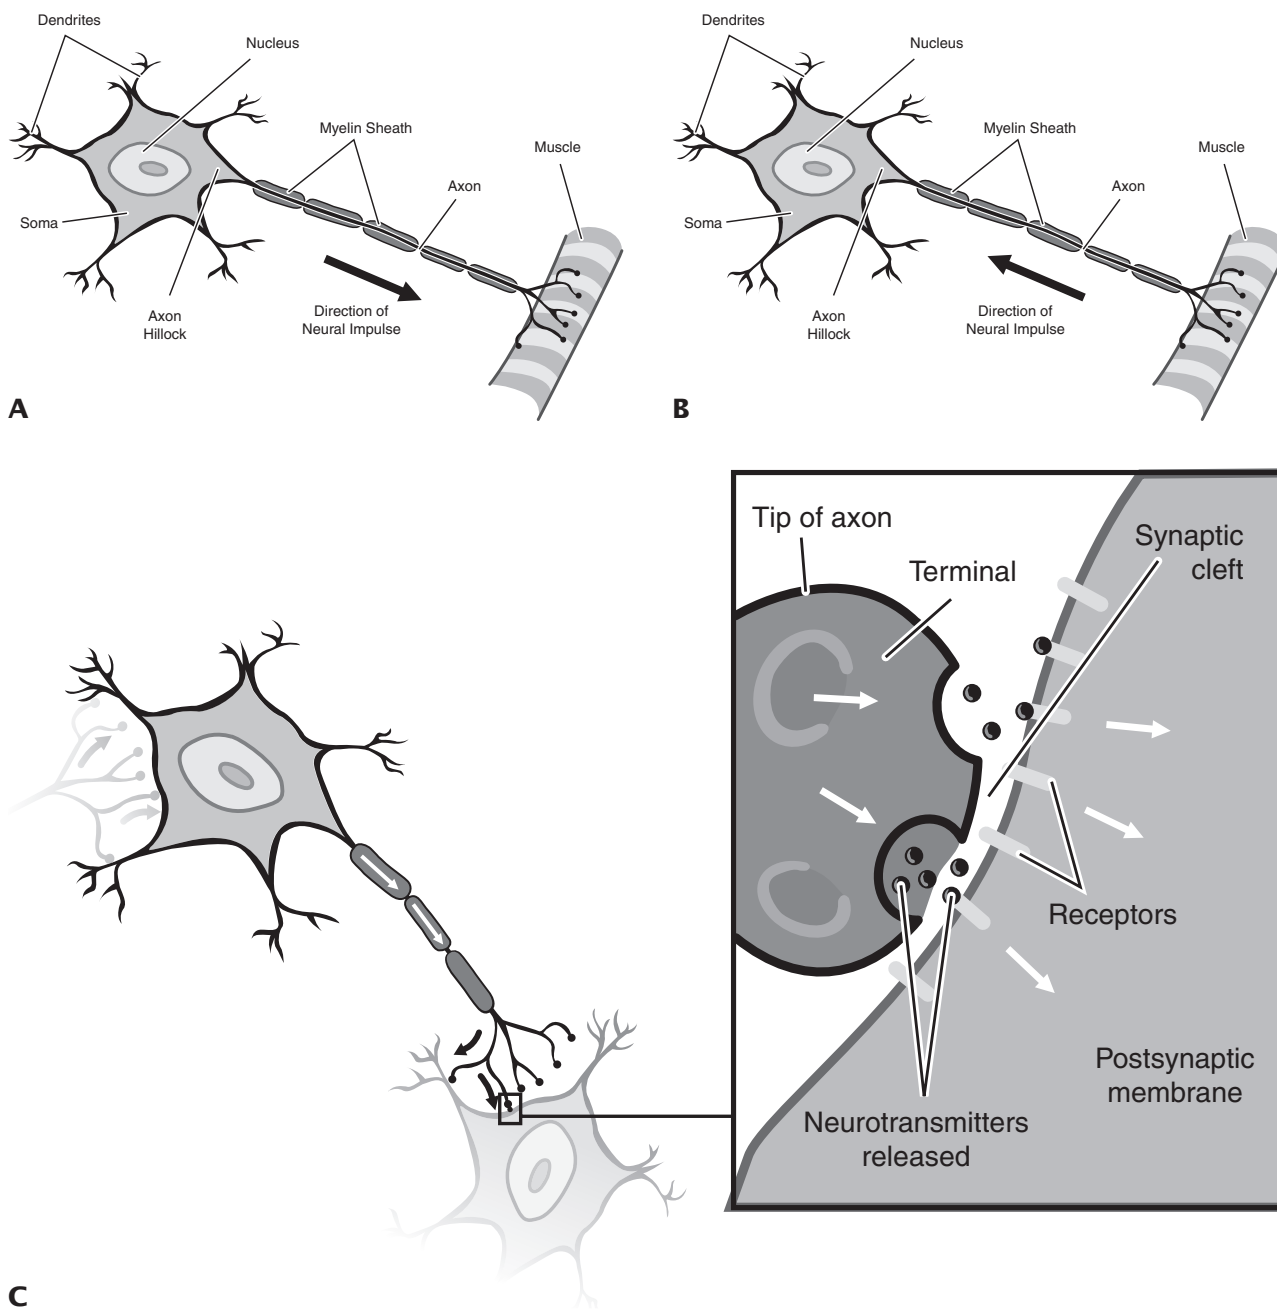 Dendrites
Nucleus
Myelin Sheath
Muscle
Axon
Soma
Axon
Hillock
Direction of
Neural Impulse
A
Dendrites
Nucleus
Myelin Sheath
Muscle
Axon
Soma
Axon
Hillock
Direction of
Neural Impulse
B
Tip of axon
Terminal
Synaptic
cleft
Receptors
Postsynaptic
membrane
Neurotransmitters
released
C